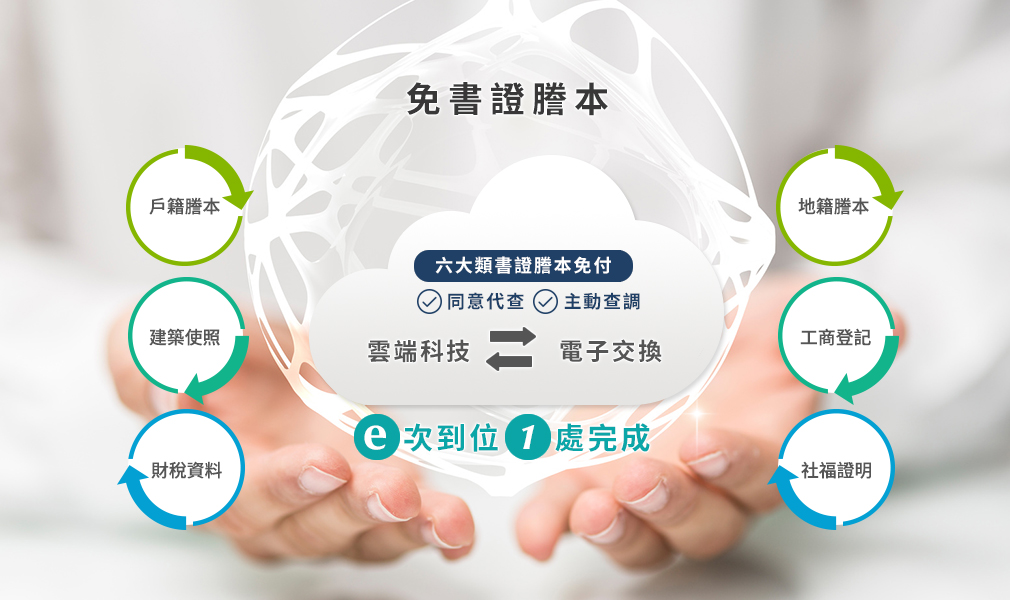 免書證謄本
戶籍謄本
地籍謄本
六大類書證謄本免付
同意代查 主動查調
建築使照
雲端科技 電子交換
工商登記
e次到位 1處完成
財稅資料
社福證明